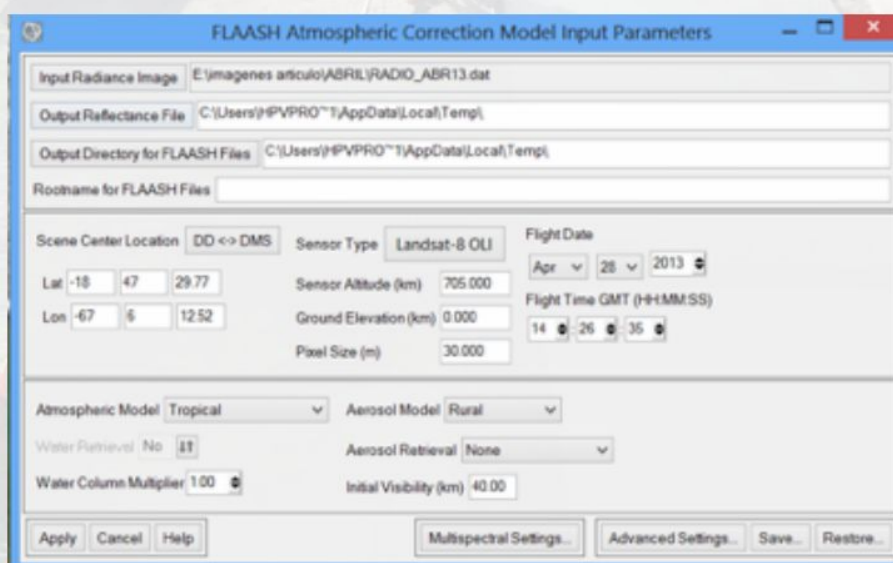 FLAASH Atmospheric Correction Model Input Parameters
Input Radiance Image E:\imagenes articulo\ABRIL\RADIO_ABR13.dat
Output Reflectance File C:\Users\HPVPRO~1\AppData\Local\Temp\
Output Directory for FLAASH Files C:\Users\HPVPRO~1\AppData\Local\Temp\
Rootname for FLAASH Files
Scene Center Location DD <-> DMS
Lat -18 47 29.77
Lon -67 6 12.52
Sensor Type Landsat-8 OLI
Sensor Altitude (km) 705.000
Ground Elevation (km) 0.000
Pixel Size (m) 30.000
Flight Date
Apr 28 2013
Flight Time GMT (HH:MM:SS)
14 : 26 : 35
Atmospheric Model Tropical
Water Retrieval No
Water Column Multiplier 1.00
Aerosol Model Rural
Aerosol Retrieval None
Initial Visibility (km) 40.00
Apply Cancel Help Multispectral Settings... Advanced Settings... Save... Restore...